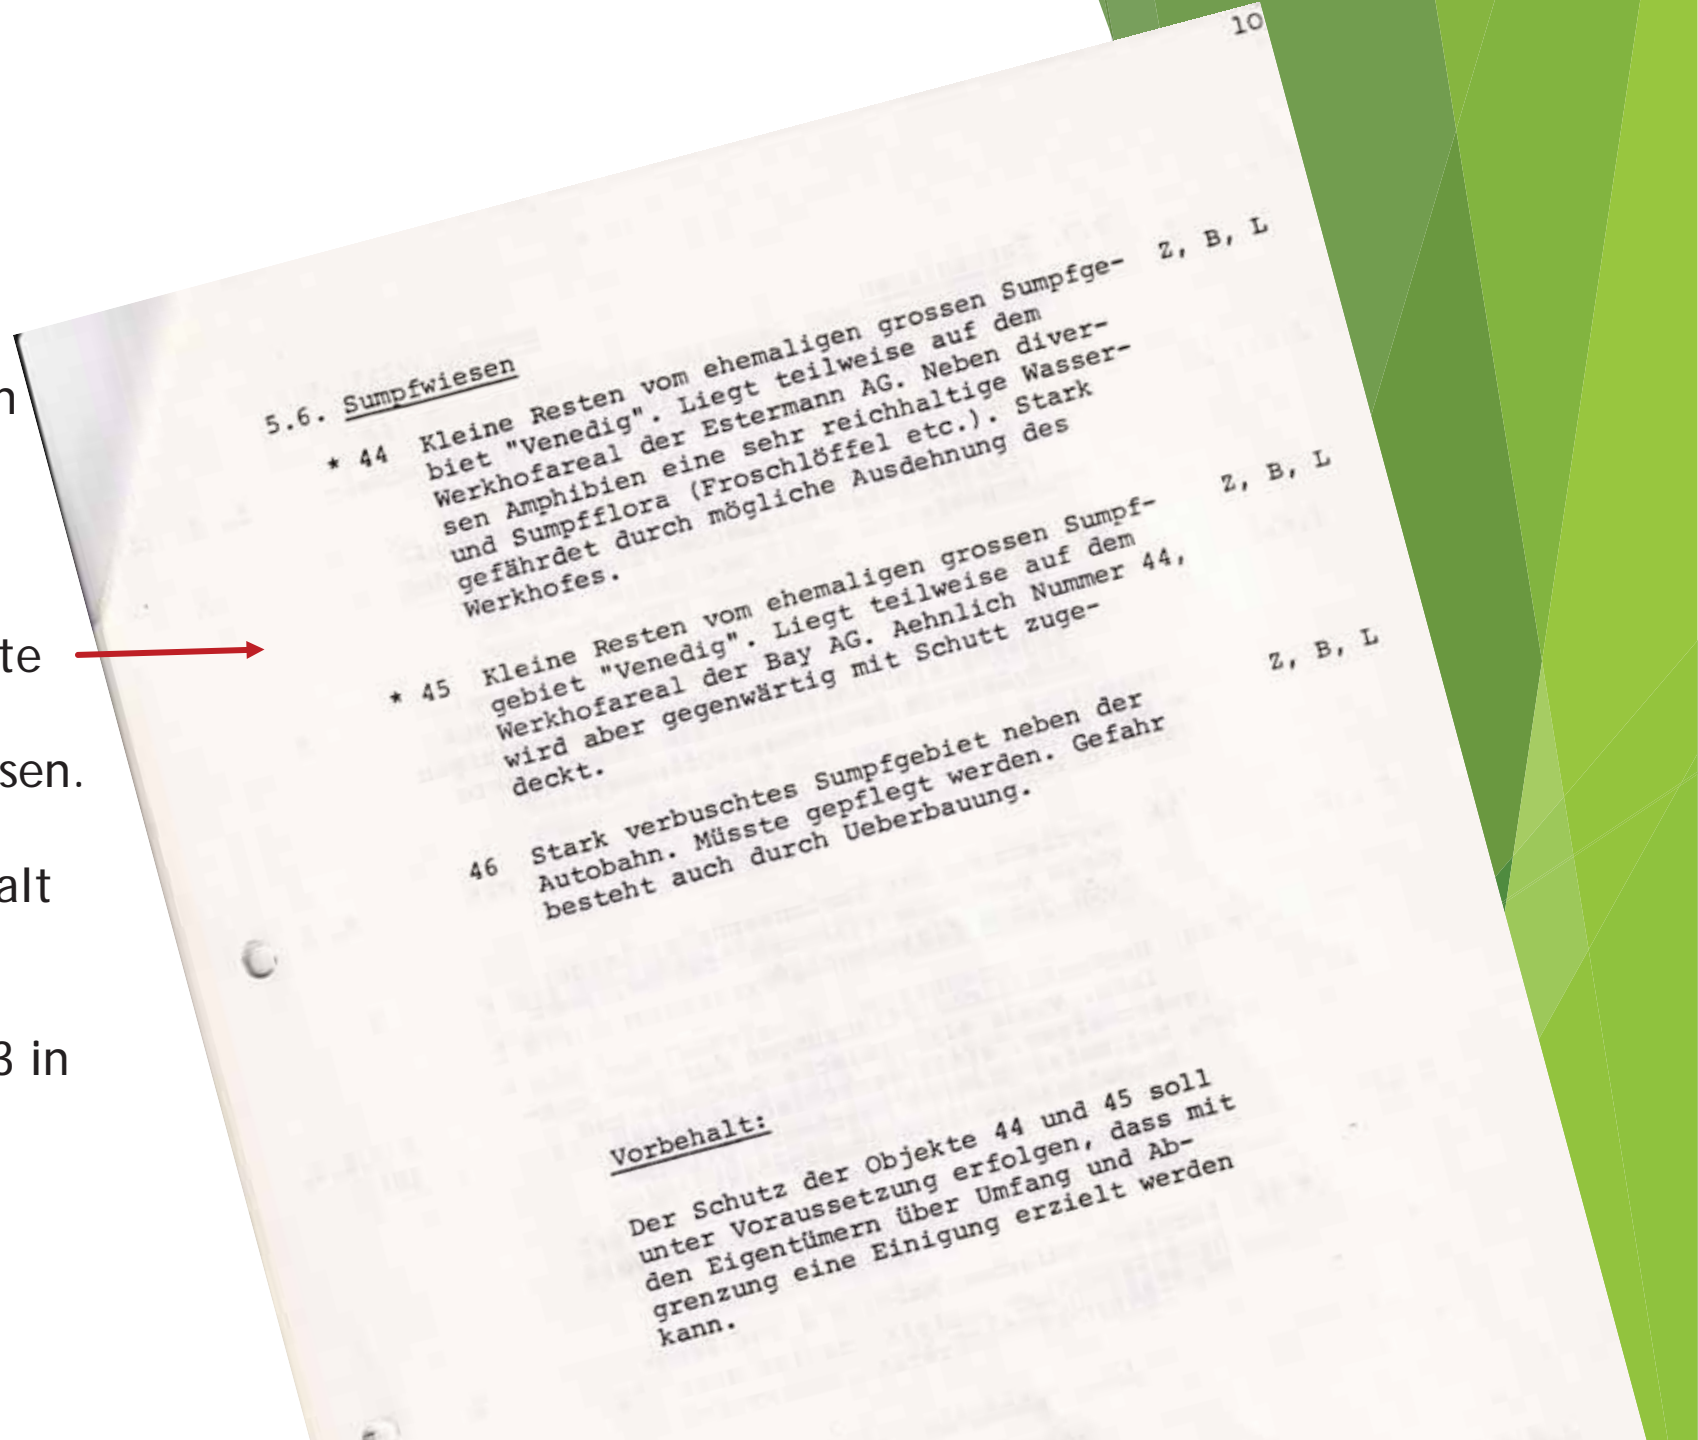 10
n
te
sen.
alt
3 in
5.6. Sumpfwiesen
* 44 Kleine Resten vom ehemaligen grossen Sumpfge- Z, B, L
biet "Venedig". Liegt teilweise auf dem
Werkhofareal der Estermann AG. Neben diver-
sen Amphibien eine sehr reichhaltige Wasser-
und Sumpfflora (Froschlöffel etc.). Stark
gefährdet durch mögliche Ausdehnung des
Werkhofes.
* 45 Kleine Resten vom ehemaligen grossen Sumpf- Z, B, L
gebiet "Venedig". Liegt teilweise auf dem
Werkhofareal der Bay AG. Aehnlich Nummer 44,
wird aber gegenwärtig mit Schutt zuge-
deckt.
46 Stark verbuschtes Sumpfgebiet neben der Z, B, L
Autobahn. Müsste gepflegt werden. Gefahr
besteht auch durch Ueberbauung.
Vorbehalt:
Der Schutz der Objekte 44 und 45 soll
unter Voraussetzung erfolgen, dass mit
den Eigentümern über Umfang und Ab-
grenzung eine Einigung erzielt werden
kann.